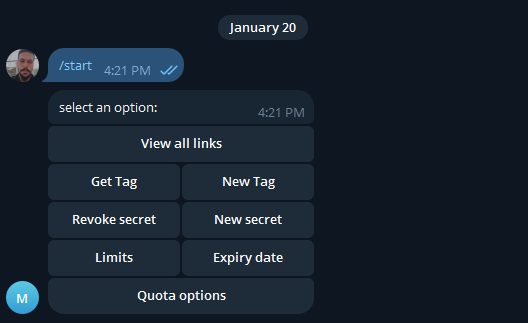 January 20
/start 4:21 PM
select an option:
4:21 PM
View all links
Get Tag New Tag
Revoke secret New secret
Limits Expiry date
M Quota options